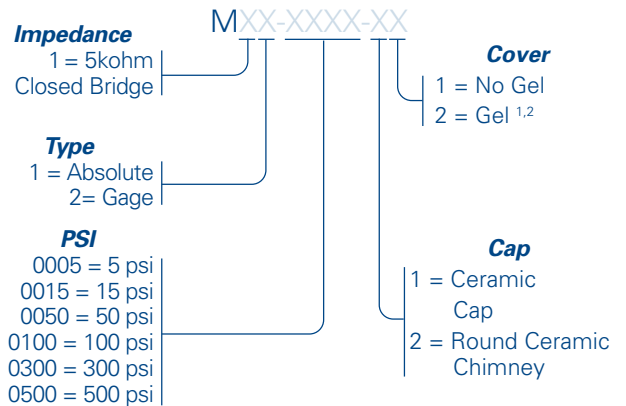 MXX-XXXX-XX
Impedance
1 = 5kohm
Closed Bridge
Type
1 = Absolute
2= Gage
PSI
0005 = 5 psi
0015 = 15 psi
0050 = 50 psi
0100 = 100 psi
0300 = 300 psi
0500 = 500 psi
Cover
1 = No Gel
2 = Gel 1,2
Cap
1 = Ceramic
Cap
2 = Round Ceramic
Chimney